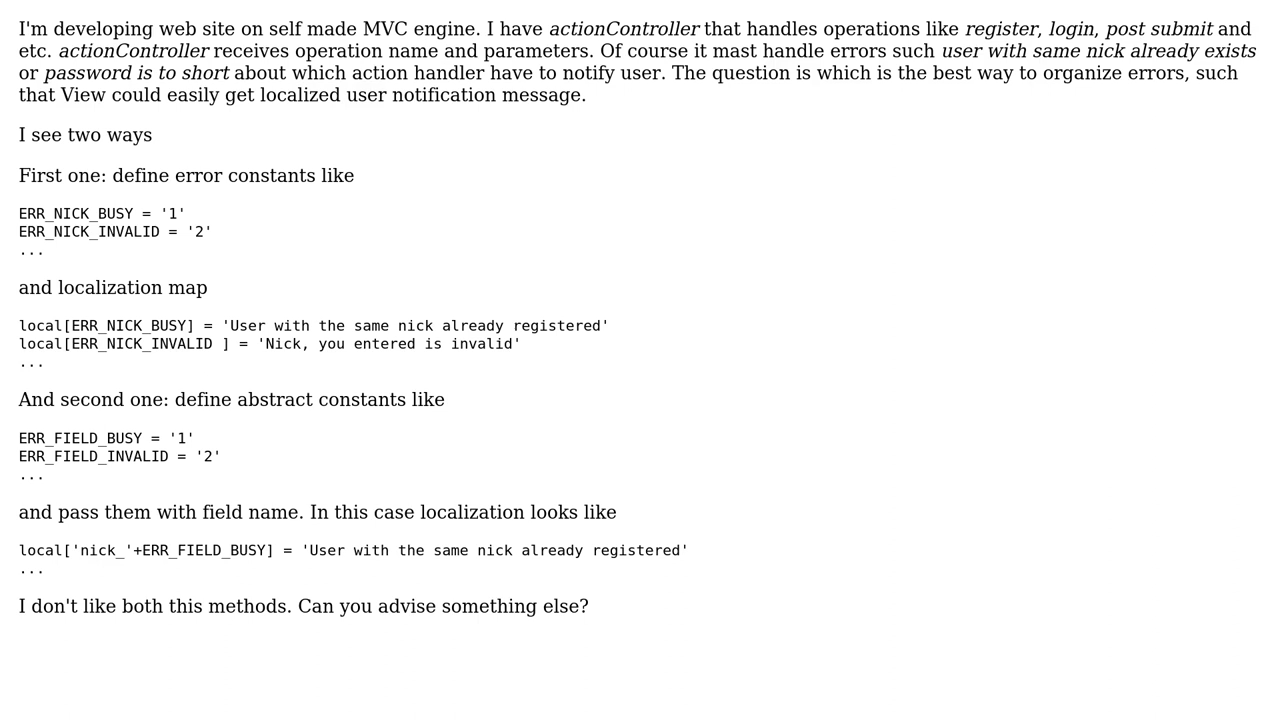 I'm developing web site on self made MVC engine. I have actionController that handles operations like register, login, post submit and
etc. actionController receives operation name and parameters. Of course it mast handle errors such user with same nick already exists
or password is to short about which action handler have to notify user. The question is which is the best way to organize errors, such
that View could easily get localized user notification message.
I see two ways
First one: define error constants like
ERR_NICK_BUSY = '1'
ERR_NICK_INVALID = '2'
...
and localization map
local[ERR_NICK_BUSY] = 'User with the same nick already registered'
local[ERR_NICK_INVALID ] = 'Nick, you entered is invalid'
...
And second one: define abstract constants like
ERR_FIELD_BUSY = '1'
ERR_FIELD_INVALID = '2'
...
and pass them with field name. In this case localization looks like
local['nick_'+ERR_FIELD_BUSY] = 'User with the same nick already registered'
...
I don't like both this methods. Can you advise something else?